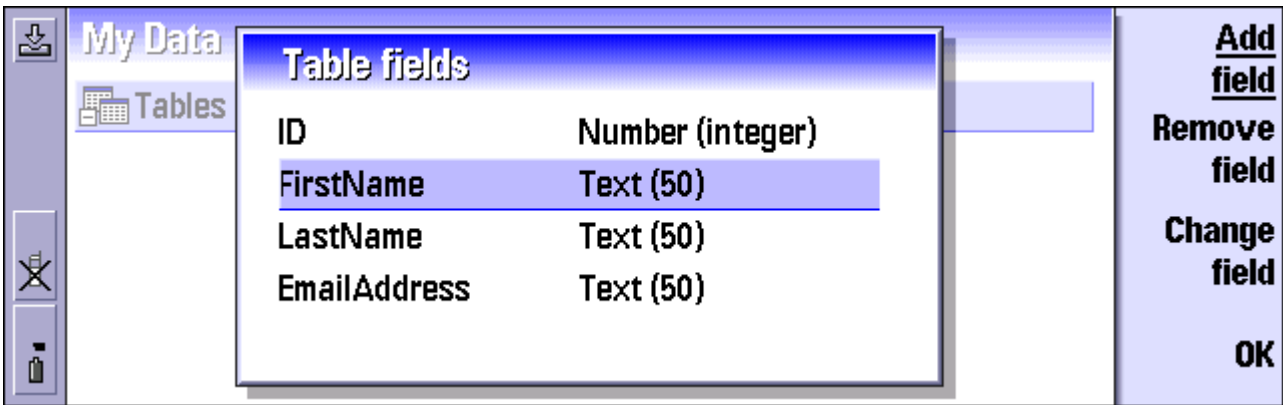 My Data
Tables
Table fields
ID Number (integer)
FirstName Text (50)
LastName Text (50)
EmailAddress Text (50)
Add
field
Remove
field
Change
field
OK